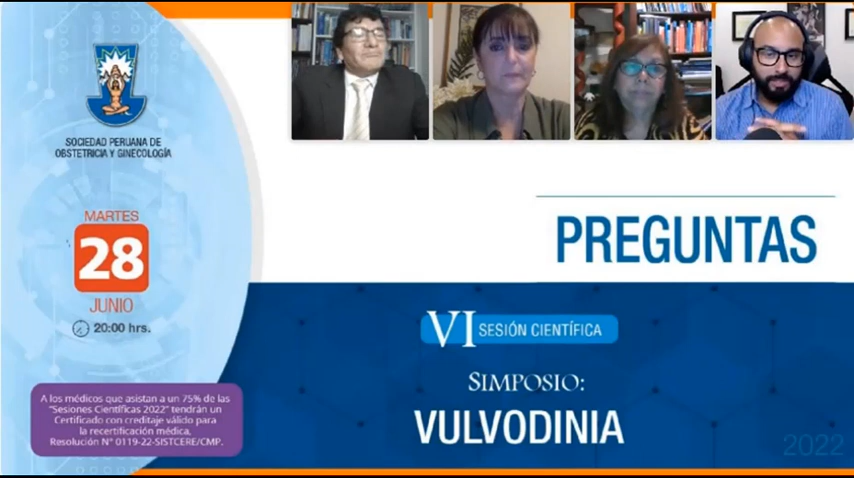 SOCIEDAD PERUANA DE
OBSTETRICIA Y GINECOLOGÍA
MARTES
28
JUNIO
20:00 hrs.
A los médicos que asistan a un 75% de las
"Sesiones Científicas 2022" tendrán un
Certificado con creditaje válido para
la recertificación médica,
Resolución N° 0119-22-SISTCERE/CMP.
PREGUNTAS
VI SESIÓN CIENTÍFICA
SIMPOSIO:
VULVODINIA
2022
2022